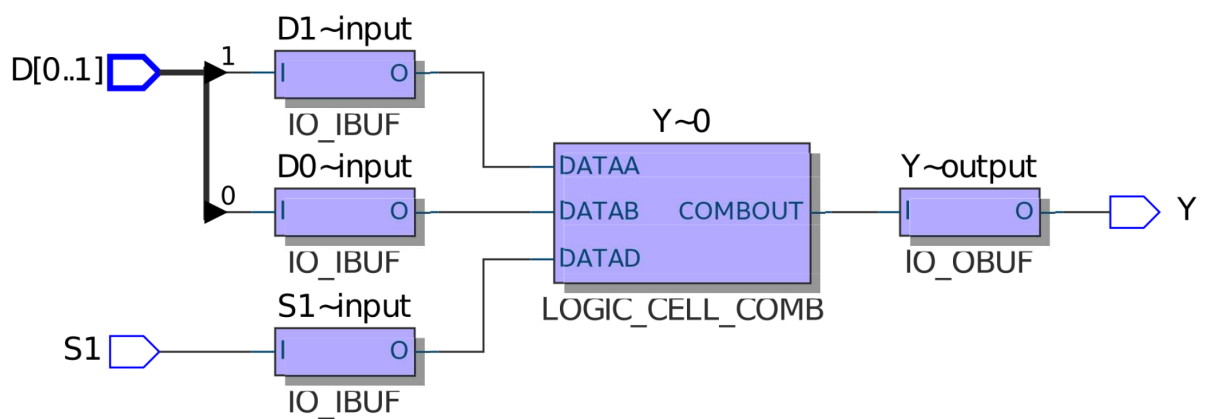 D1~input
D[0..1]
1
I
O
IO_IBUF
Y~0
D0~input
DATAA
Y~output
0
I
O
DATAB
COMBOUT
I
O
Y
IO_IBUF
DATAD
IO_OBUF
S1~input
LOGIC_CELL_COMB
S1
I
O
IO_IBUF